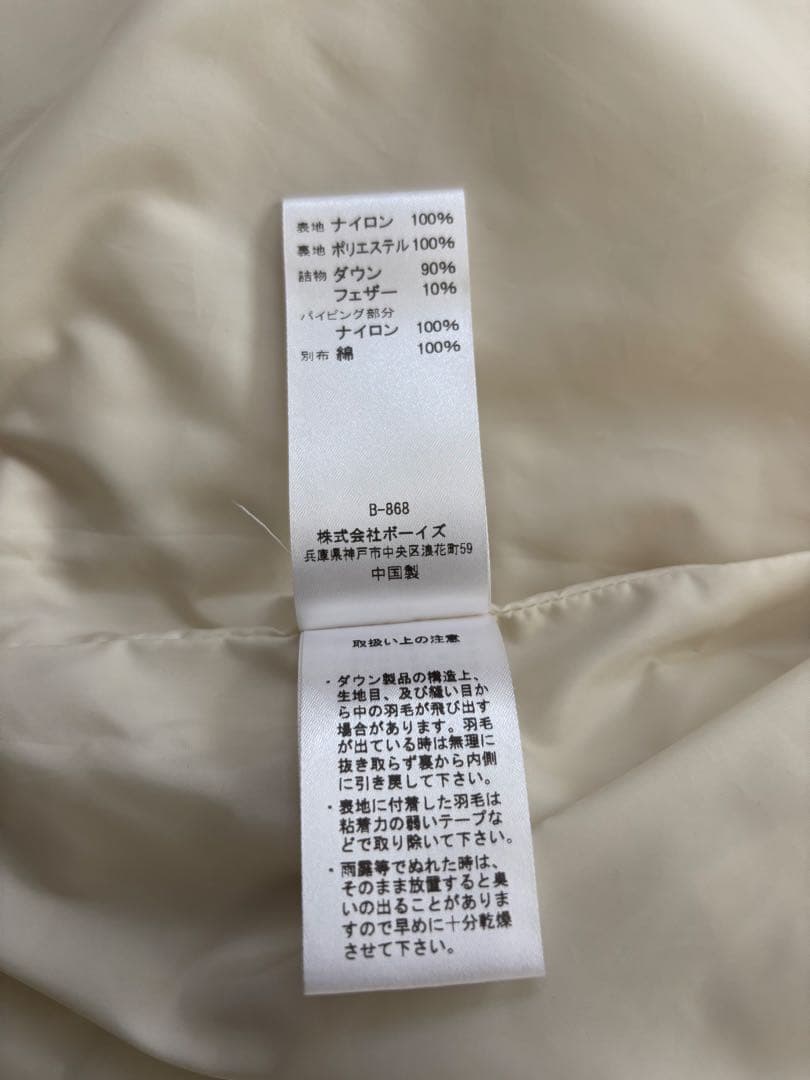 表地 ナイロン 100%
裏地 ポリエステル100%
詰物 ダウン 90%
フェザー 10%
パイピング部分
ナイロン 100%
別布 綿 100%
B-868
株式会社ボーイズ
兵庫県神戸市中央区浪花町59
中国製
取扱い上の注意
・ダウン製品の構造上、
生地目、及び縫い目か
ら中の羽毛が飛び出す
場合があります。羽毛
が出ている時は無理に
抜き取らず裏から内側
に引き戻して下さい。
・表地に付着した羽毛は
粘着力の弱いテープな
どで取り除いて下さい。
・雨露等でぬれた時は、
そのまま放置すると臭
いの出ることがありま
すので早めに十分乾燥
させて下さい。